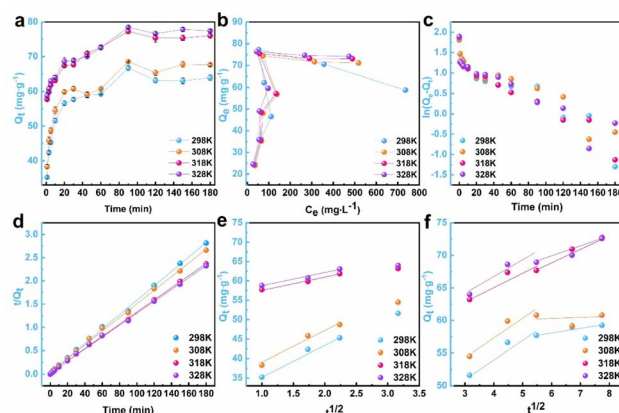 a
Qt (mg·g-1)
80
70
60
50
40
0 20 40 60 80 100 120 140 160 180
Time (min)
298K
308K
318K
328K
b
Qe (mg·g-1)
90
80
70
60
50
40
30
20
10
0
0 200 400 600 800
Ce (mg·L-1)
298K
308K
318K
328K
c
ln(Qe-Qt)
2.0
1.5
1.0
0.5
0.0
-0.5
-1.0
-1.5
0 20 40 60 80 100 120 140 160 180
Time (min)
298K
308K
318K
328K
d
t/Qt
3.0
2.5
2.0
1.5
1.0
0.5
0.0
0 20 40 60 80 100 120 140 160 180
Time (min)
298K
308K
318K
328K
e
Qt (mg·g-1)
75
70
65
60
55
50
45
40
35
1.0 1.5 2.0 2.5 3.0
t1/2
298K
308K
318K
328K
f
Qt (mg·g-1)
75
70
65
60
55
50
3 4 5 6 7 8
t1/2
298K
308K
318K
328K